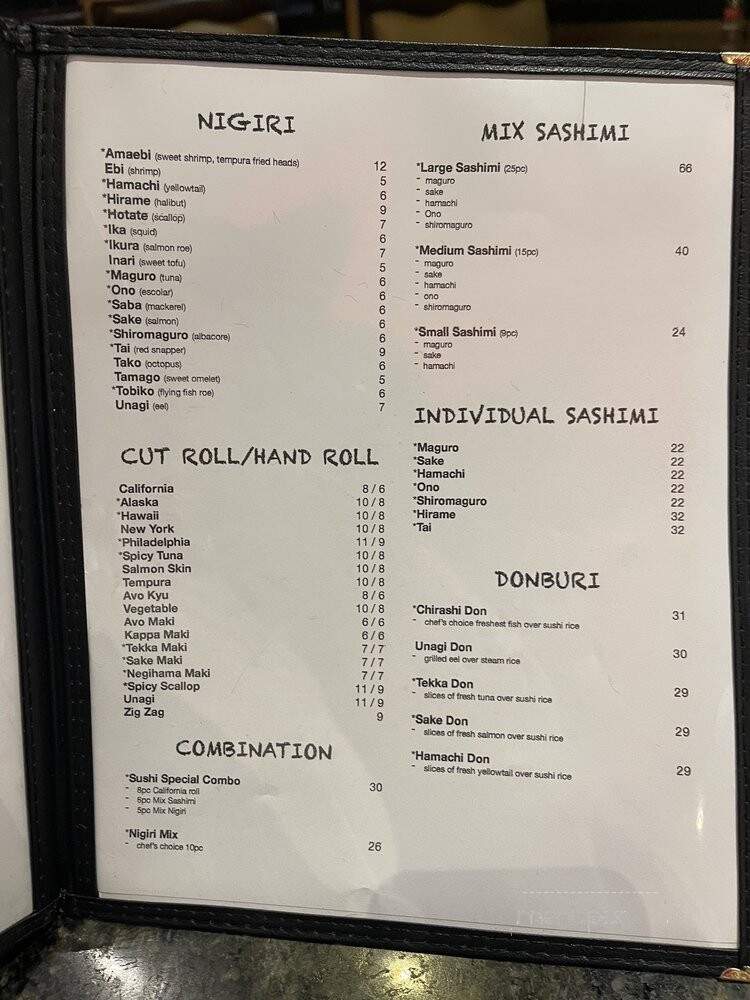 NIGIRI
*Amaebi (sweet shrimp, tempura fried heads) 12
Ebi (shrimp) 5
*Hamachi (yellowtail) 6
*Hirame (halibut) 9
*Hotate (scallop) 7
*Ika (squid) 6
*Ikura (salmon roe) 7
Inari (sweet tofu) 5
*Maguro (tuna) 6
*Ono (escolar) 6
*Saba (mackerel) 6
*Sake (salmon) 6
*Shiromaguro (albacore) 6
*Tai (red snapper) 9
Tako (octopus) 6
Tamago (sweet omelet) 5
*Tobiko (flying fish roe) 6
Unagi (eel) 7
CUT ROLL/HAND ROLL
California 8 / 6
*Alaska 10 / 8
*Hawaii 10 / 8
New York 10 / 8
*Philadelphia 11 / 9
*Spicy Tuna 10 / 8
Salmon Skin 10 / 8
Tempura 10 / 8
Avo Kyu 8 / 6
Vegetable 10 / 8
Avo Maki 6 / 6
Kappa Maki 6 / 6
*Tekka Maki 7 / 7
*Sake Maki 7 / 7
*Negihama Maki 7 / 7
*Spicy Scallop 11 / 9
Unagi 11 / 9
Zig Zag 9
COMBINATION
*Sushi Special Combo 30
- 8pc California roll
- 6pc Mix Sashimi
- 5pc Mix Nigiri
*Nigiri Mix
- chef's choice 10pc 26
MIX SASHIMI
*Large Sashimi (25pc) 66
- maguro
- sake
- hamachi
- Ono
- shiromaguro
*Medium Sashimi (15pc) 40
- maguro
- sake
- hamachi
- ono
- shiromaguro
*Small Sashimi (9pc) 24
- maguro
- sake
- hamachi
INDIVIDUAL SASHIMI
*Maguro 22
*Sake 22
*Hamachi 22
*Ono 22
*Shiromaguro 22
*Hirame 32
*Tai 32
DONBURI
*Chirashi Don 31
- chef's choice freshest fish over sushi rice
Unagi Don 30
- grilled eel over steam rice
*Tekka Don 29
- slices of fresh tuna over sushi rice
*Sake Don 29
- slices of fresh salmon over sushi rice
*Hamachi Don 29
- slices of fresh yellowtail over sushi rice